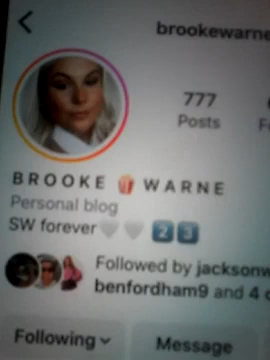 brookewarne
777
Posts
BROOKE 🍿 WARNE
Personal blog
SW forever🤍🤍 2️⃣3️⃣
Followed by jacksonw
benfordham9 and 4 o
Following
Message